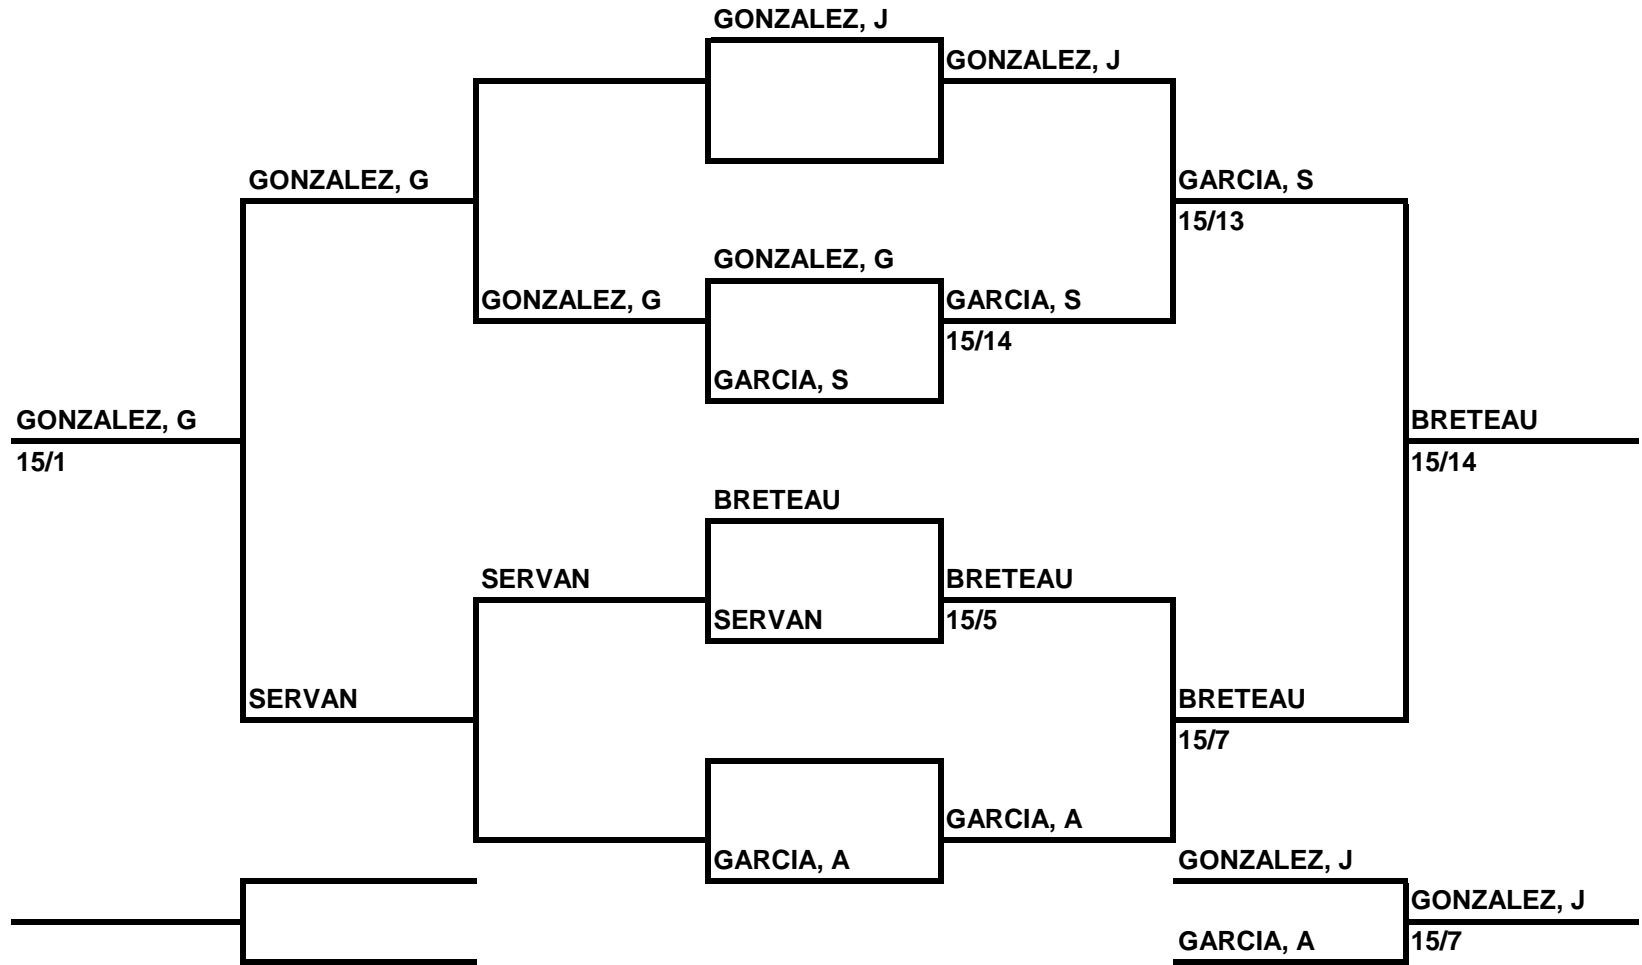 GONZALEZ, J
GONZALEZ, J
GONZALEZ, G
GARCIA, S
15/13
GONZALEZ, G
GONZALEZ, G
GARCIA, S
15/14
GARCIA, S
GONZALEZ, G
15/1
BRETEAU
15/14
BRETEAU
SERVAN
BRETEAU
SERVAN
15/5
SERVAN
BRETEAU
15/7
GARCIA, A
GARCIA, A
GONZALEZ, J
GONZALEZ, J
GARCIA, A
15/7